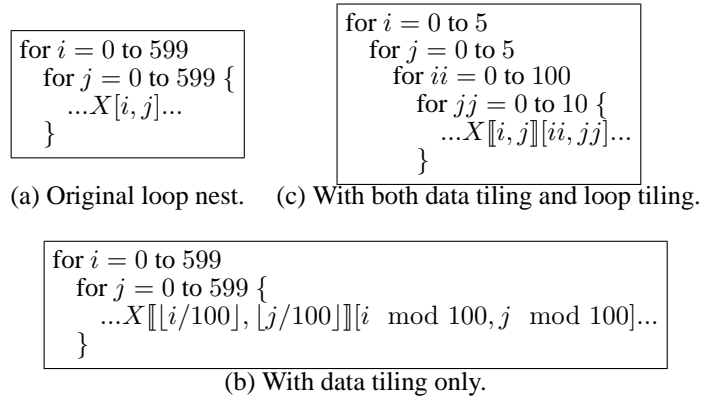 for i = 0 to 599
for j = 0 to 599 {
...X[i, j]...
}
(a) Original loop nest.
for i = 0 to 5
for j = 0 to 5
for ii = 0 to 100
for jj = 0 to 10 {
...X⟦i, j⟧[ii, jj]...
}
(c) With both data tiling and loop tiling.
for i = 0 to 599
for j = 0 to 599 {
...X⟦⌊i/100⌋, ⌊j/100⌋⟧[i mod 100, j mod 100]...
}
(b) With data tiling only.